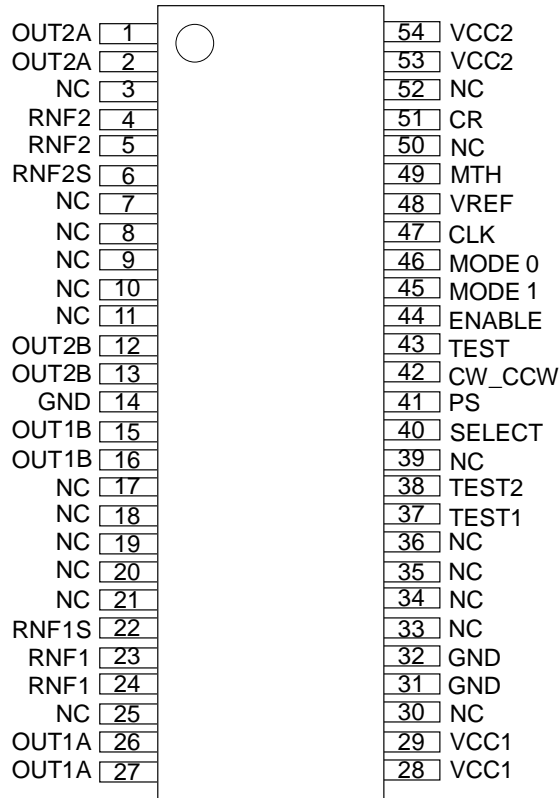 OUT2A 1 54 VCC2
OUT2A 2 53 VCC2
NC 3 52 NC
RNF2 4 51 CR
RNF2 5 50 NC
RNF2S 6 49 MTH
NC 7 48 VREF
NC 8 47 CLK
NC 9 46 MODE 0
NC 10 45 MODE 1
NC 11 44 ENABLE
OUT2B 12 43 TEST
OUT2B 13 42 CW_CCW
GND 14 41 PS
OUT1B 15 40 SELECT
OUT1B 16 39 NC
NC 17 38 TEST2
NC 18 37 TEST1
NC 19 36 NC
NC 20 35 NC
NC 21 34 NC
RNF1S 22 33 NC
RNF1 23 32 GND
RNF1 24 31 GND
NC 25 30 NC
OUT1A 26 29 VCC1
OUT1A 27 28 VCC1